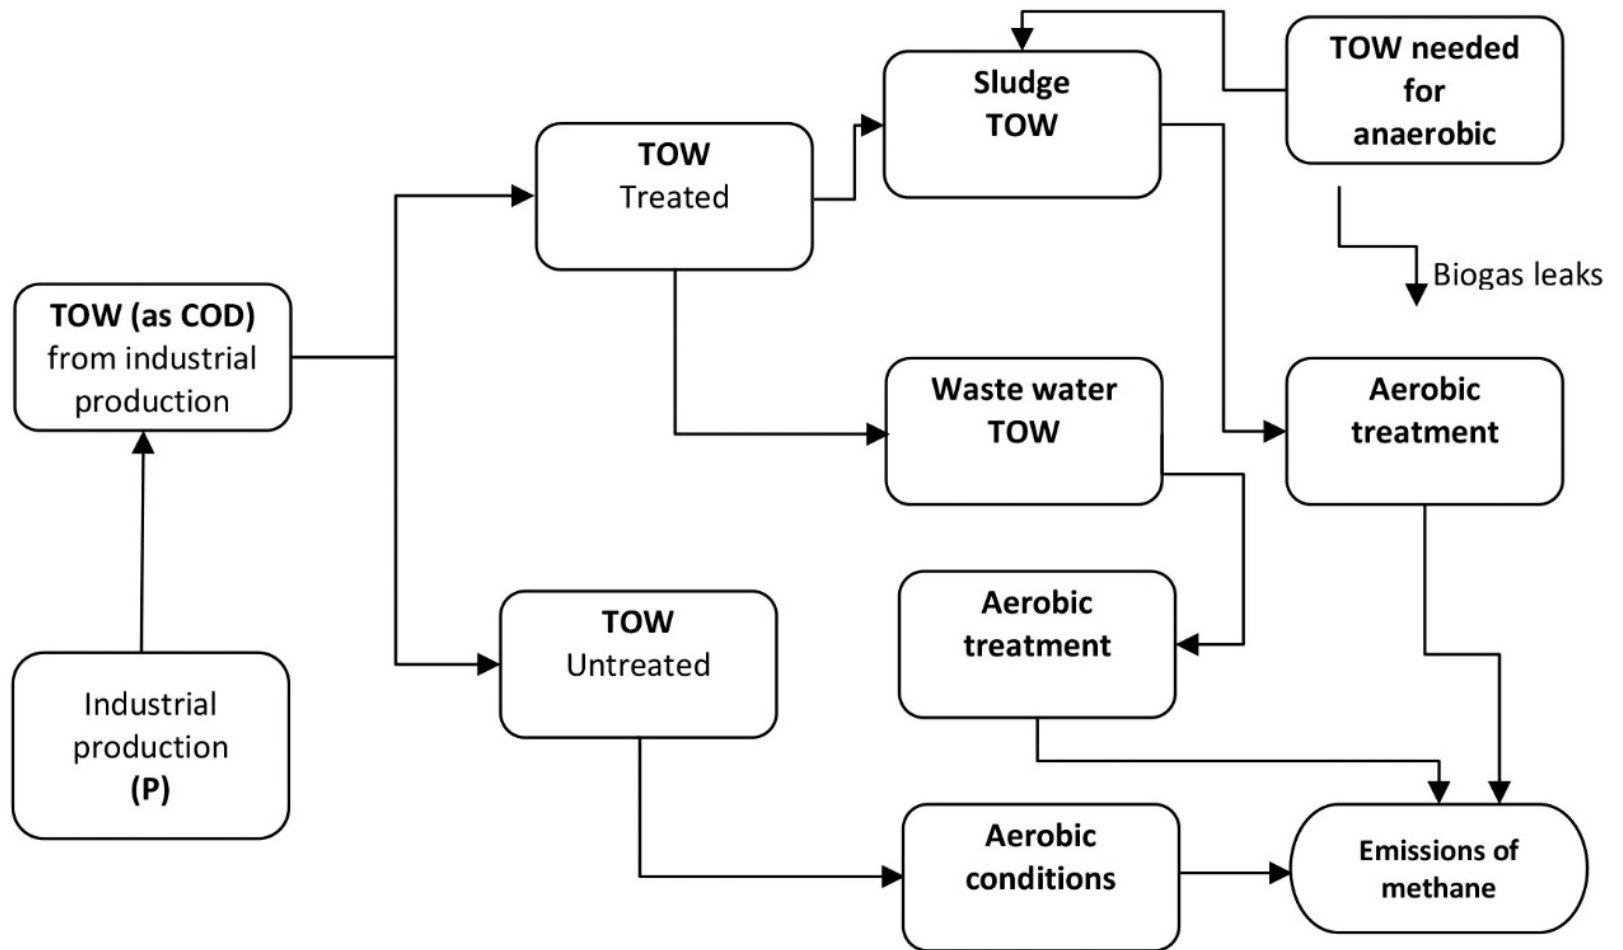 TOW needed
for
anaerobic
Sludge
TOW
TOW
Treated
Biogas leaks
TOW (as COD)
from industrial
production
Waste water
TOW
Aerobic
treatment
TOW
Untreated
Aerobic
treatment
Industrial
production
(P)
Aerobic
conditions
Emissions of
methane